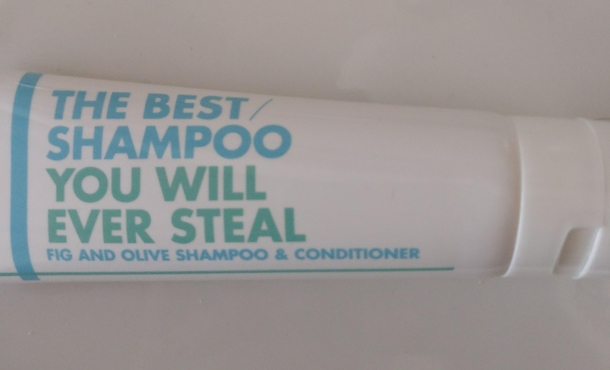 THE BEST/
SHAMPOO
YOU WILL
EVER STEAL
FIG AND OLIVE SHAMPOO & CONDITIONER